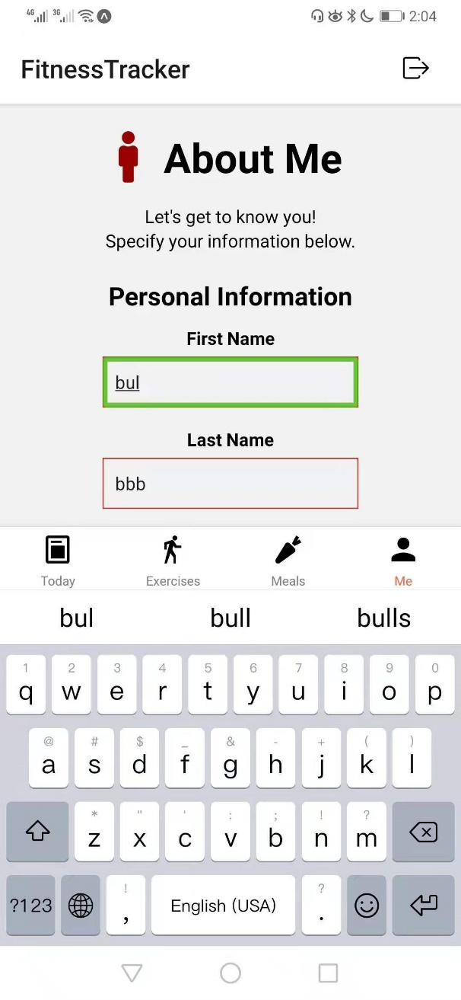 4G 3G 2:04
FitnessTracker
About Me
Let's get to know you!
Specify your information below.
Personal Information
First Name
bul
Last Name
bbb
Today Exercises Meals Me
bul bull bulls
1 2 3 4 5 6 7 8 9 0
q w e r t y u i o p
@ # $ _ & - + ( )
a s d f g h j k l
* " ' : ; ! ?
z x c v b n m
! ?
?123 , English (USA) .